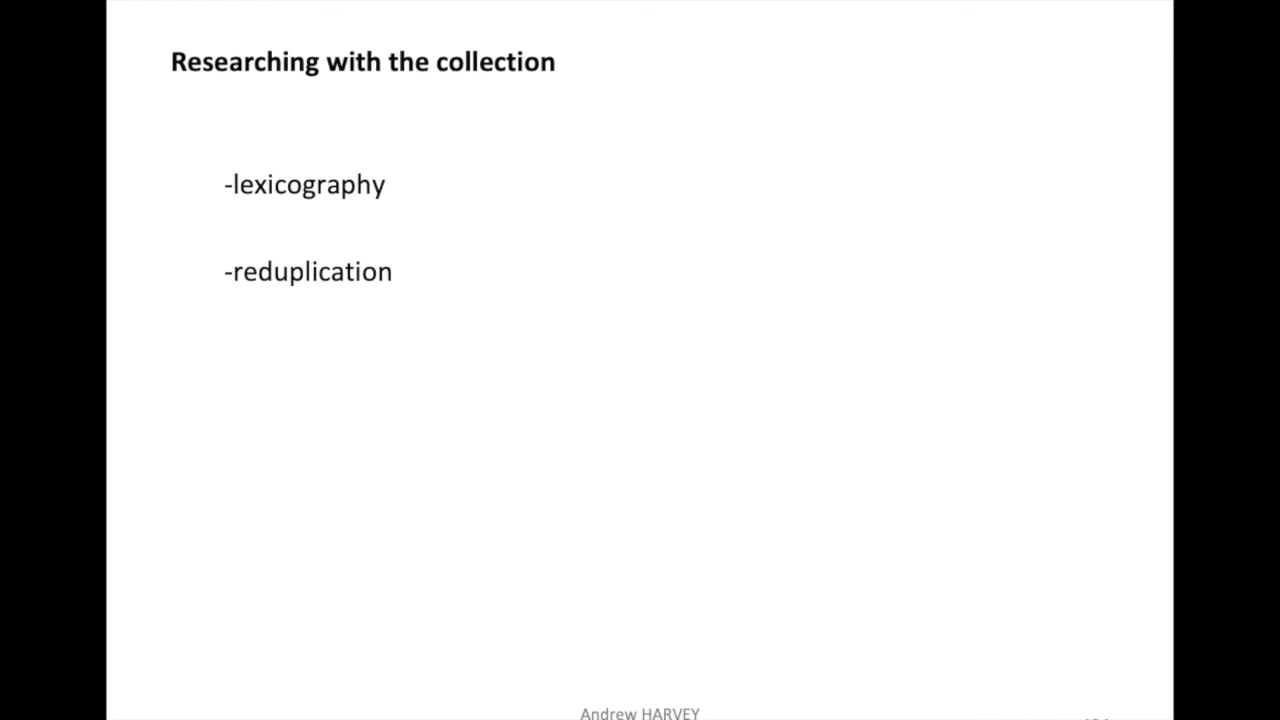 Researching with the collection
-lexicography
-reduplication
Andrew HARVEY